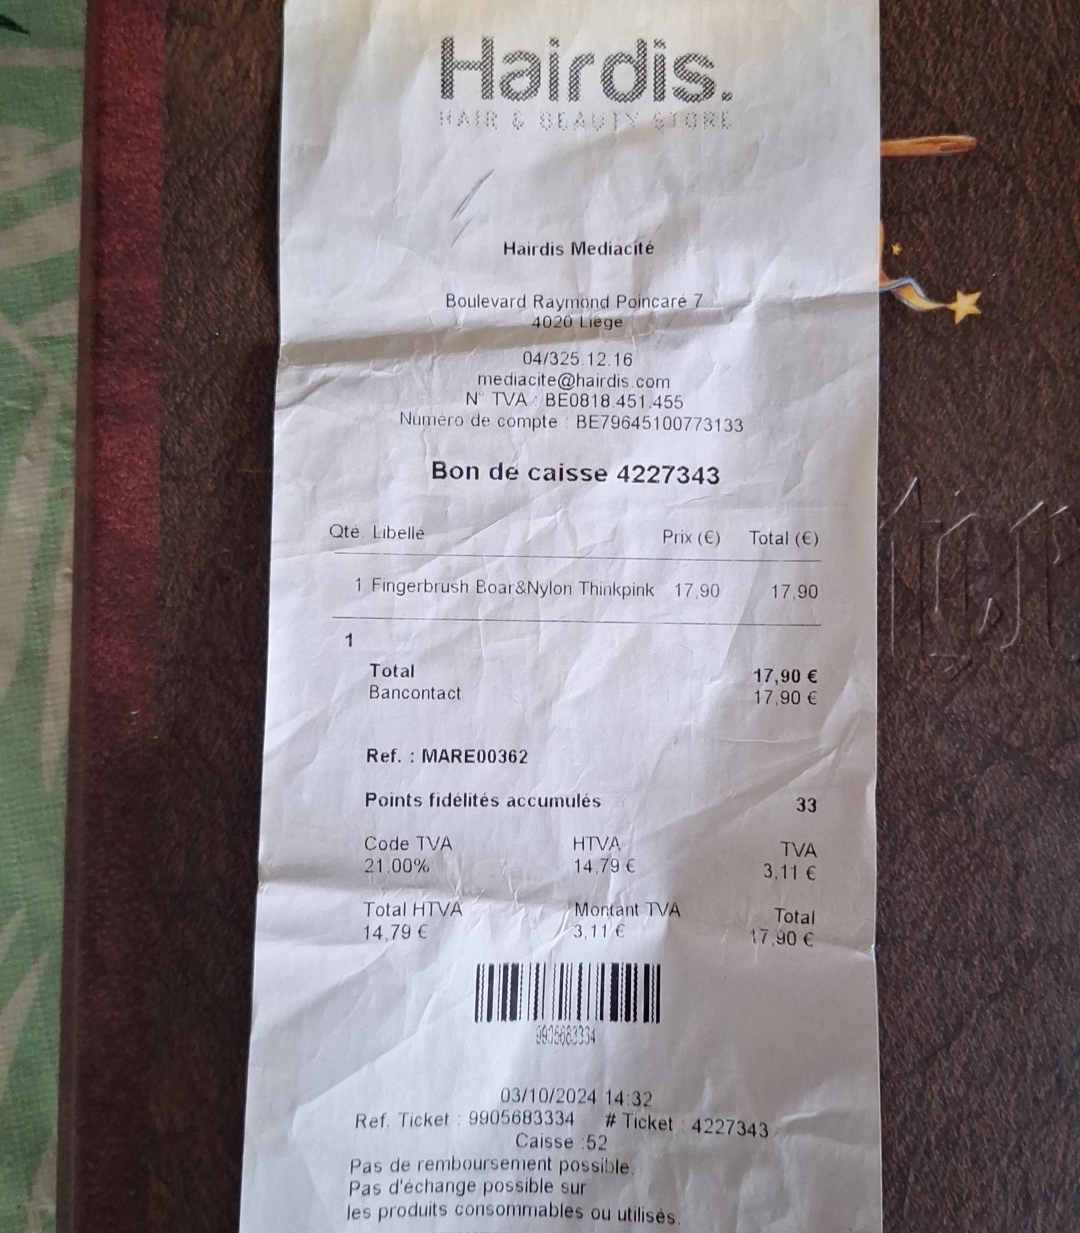 Hairdis.
HAIR & BEAUTY STORE
Hairdis Mediacité
Boulevard Raymond Poincaré 7
4020 Liège
04/325.12.16
mediacite@hairdis.com
N° TVA : BE0818.451.455
Numéro de compte : BE79645100773133
Bon de caisse 4227343
Qté Libellé Prix (€) Total (€)
1 Fingerbrush Boar&Nylon Thinkpink 17,90 17,90
1
Total 17,90 €
Bancontact 17,90 €
Ref. : MARE00362
Points fidélités accumulés 33
Code TVA HTVA TVA
21.00% 14,79 € 3,11 €
Total HTVA Montant TVA Total
14,79 € 3,11 € 17,90 €
9905683334
03/10/2024 14:32
Ref. Ticket : 9905683334 # Ticket : 4227343
Caisse :52
Pas de remboursement possible.
Pas d'échange possible sur
les produits consommables ou utilisés.